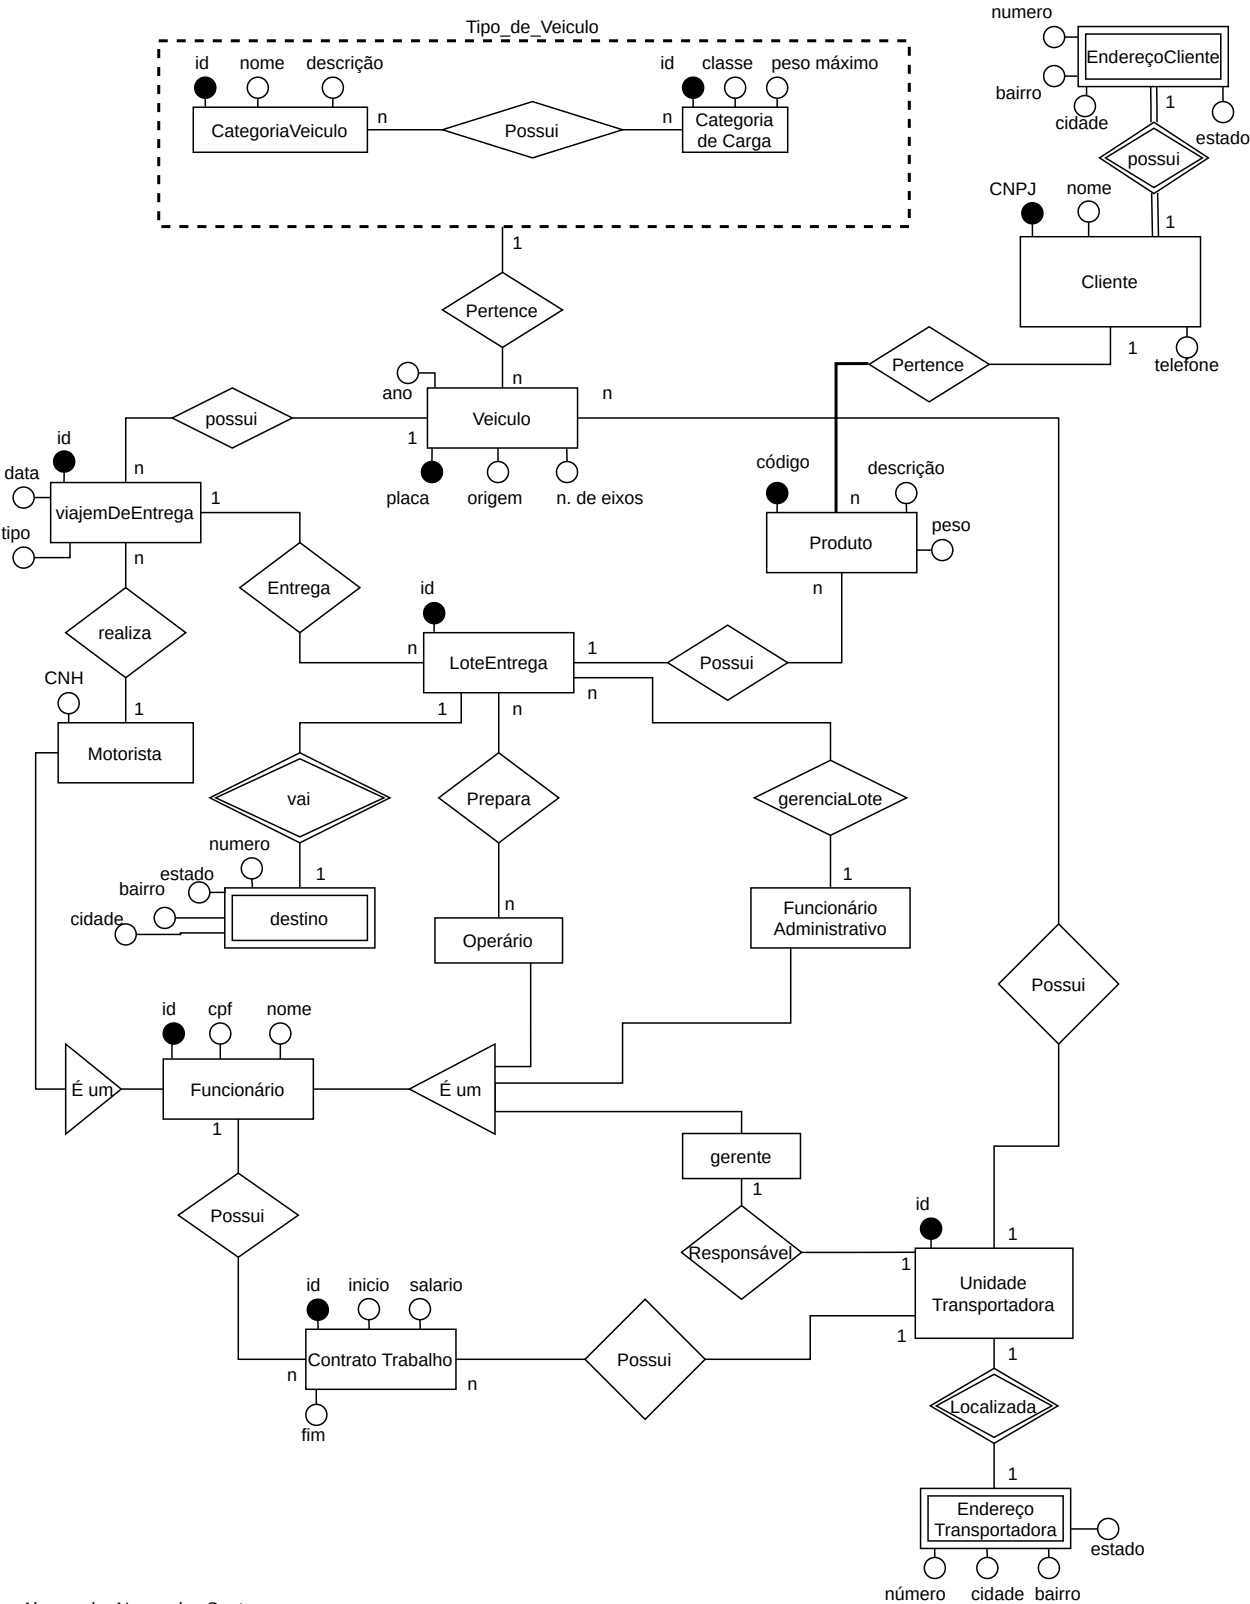 Tipo_de_Veiculo
id
nome
descrição
id
classe
peso máximo
CategoriaVeiculo
n
Possui
n
Categoria
de Carga
numero
EndereçoCliente
bairro
cidade
1
estado
possui
CNPJ
nome
1
Cliente
1
telefone
1
Pertence
n
Pertence
ano
Veiculo
n
1
placa
origem
n. de eixos
possui
n
id
data
viajemDeEntrega
1
tipo
n
código
descrição
n
Produto
peso
n
Entrega
id
n
LoteEntrega
1
Possui
n
realiza
CNH
1
Motorista
1
n
vai
Prepara
gerenciaLote
numero
estado
1
bairro
cidade
destino
n
Operário
1
Funcionário
Administrativo
Possui
id
cpf
nome
É um
Funcionário
É um
1
gerente
1
Possui
Responsável
id
1
1
Unidade
Transportadora
id
inicio
salario
Contrato Trabalho
n
n
Possui
1
fim
1
Localizada
1
Endereço
Transportadora
estado
número
cidade
bairro